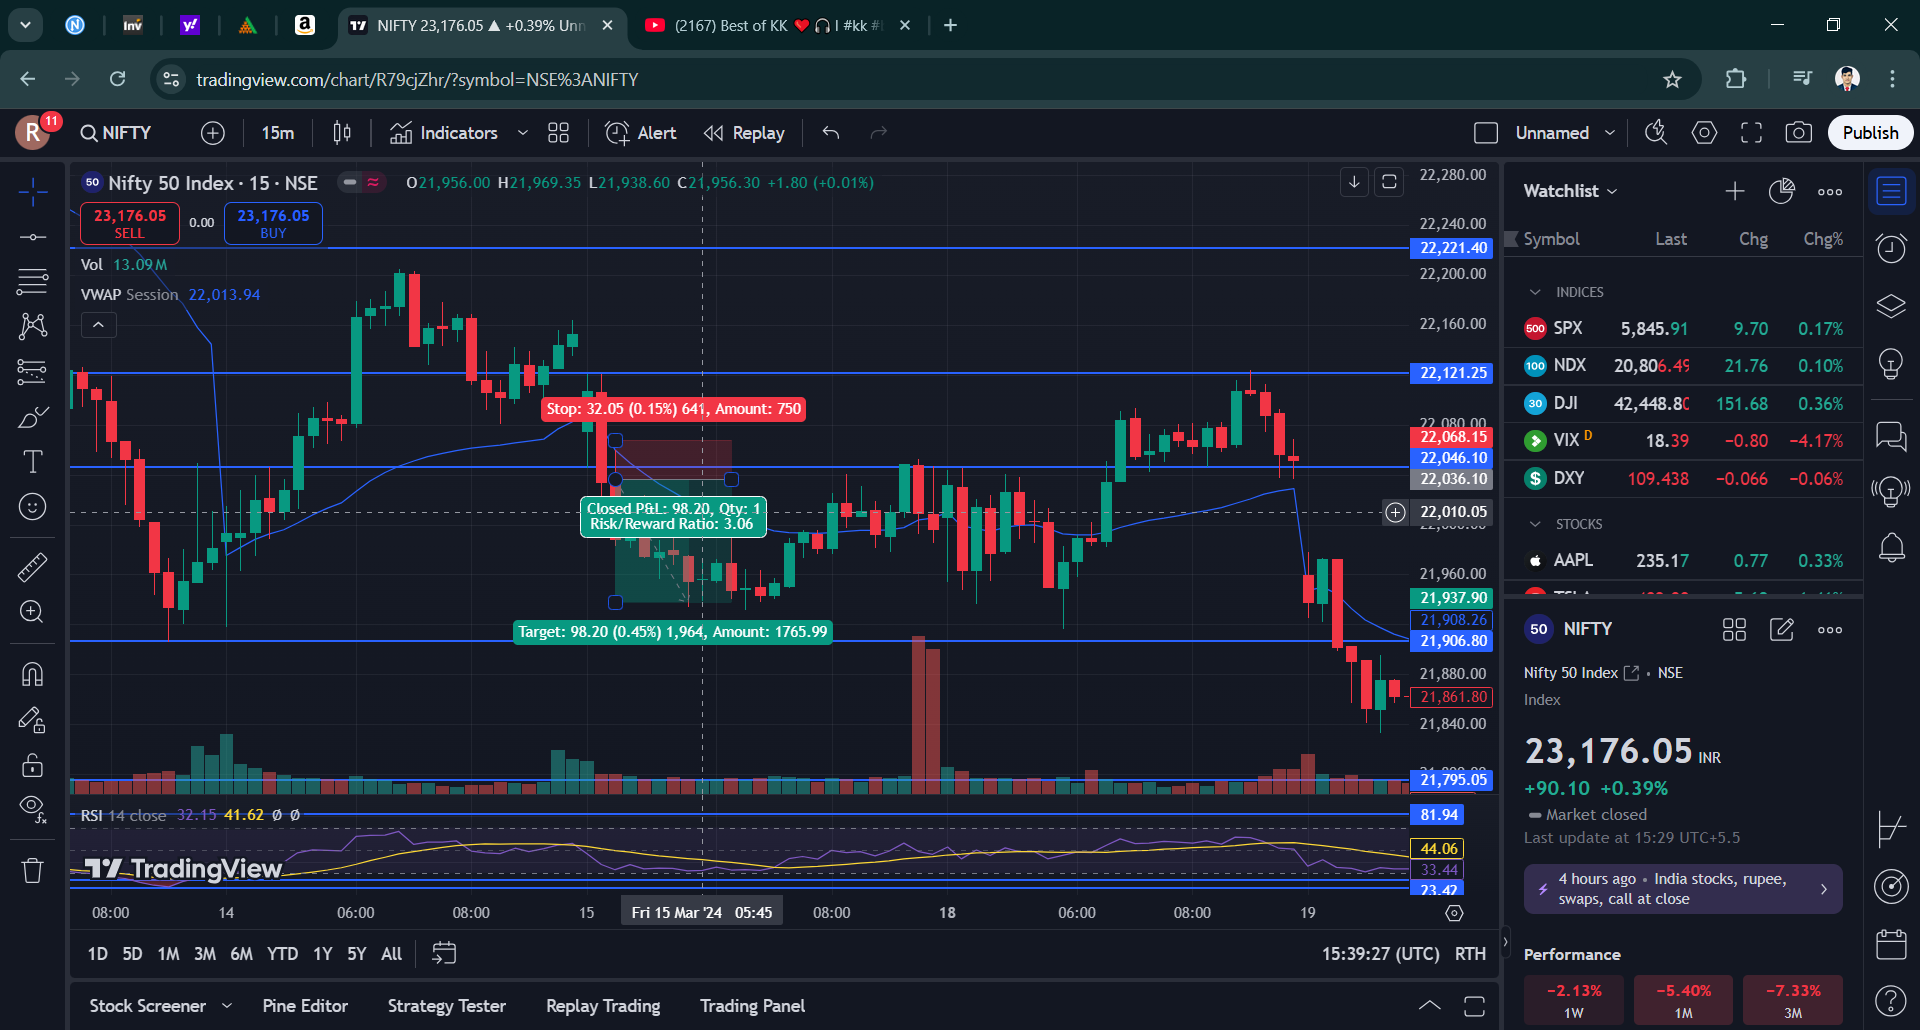 NIFTY 23,176.05 ▲ +0.39% Unn
(2167) Best of KK ❤️ 🎧 I #kk #
tradingview.com/chart/R79cjZhr/?symbol=NSE%3ANIFTY
R 11 NIFTY 15m Indicators Alert Replay Unnamed Publish
50 Nifty 50 Index · 15 · NSE O21,956.00 H21,969.35 L21,938.60 C21,956.30 +1.80 (+0.01%)
23,176.05 SELL 0.00 23,176.05 BUY
Vol 13.09M
VWAP Session 22,013.94
Stop: 32.05 (0.15%) 641, Amount: 750
Closed P&L: 98.20, Qty: 1
Risk/Reward Ratio: 3.06
Target: 98.20 (0.45%) 1,964, Amount: 1765.99
22,280.00
22,240.00
22,221.40
22,200.00
22,160.00
22,121.25
22,080.00
22,068.15
22,046.10
22,036.10
22,010.05
21,960.00
21,937.90
21,908.26
21,906.80
21,880.00
21,861.80
21,840.00
21,795.05
RSI 14 close 32.15 41.62 Ø Ø
81.94
44.06
33.44
23.42
TradingView
08:00 14 06:00 08:00 15 Fri 15 Mar '24 05:45 08:00 18 06:00 08:00 19
1D 5D 1M 3M 6M YTD 1Y 5Y All 15:39:27 (UTC) RTH
Stock Screener Pine Editor Strategy Tester Replay Trading Trading Panel
Watchlist
Symbol Last Chg Chg%
INDICES
500 SPX 5,845.91 9.70 0.17%
100 NDX 20,806.49 21.76 0.10%
30 DJI 42,448.80 151.68 0.36%
VIX D 18.39 −0.80 −4.17%
$ DXY 109.438 −0.066 −0.06%
STOCKS
AAPL 235.17 0.77 0.33%
50 NIFTY
Nifty 50 Index • NSE
Index
23,176.05 INR
+90.10 +0.39%
Market closed
Last update at 15:29 UTC+5.5
4 hours ago • India stocks, rupee,
swaps, call at close
Performance
−2.13% −5.40% −7.33%
1W 1M 3M